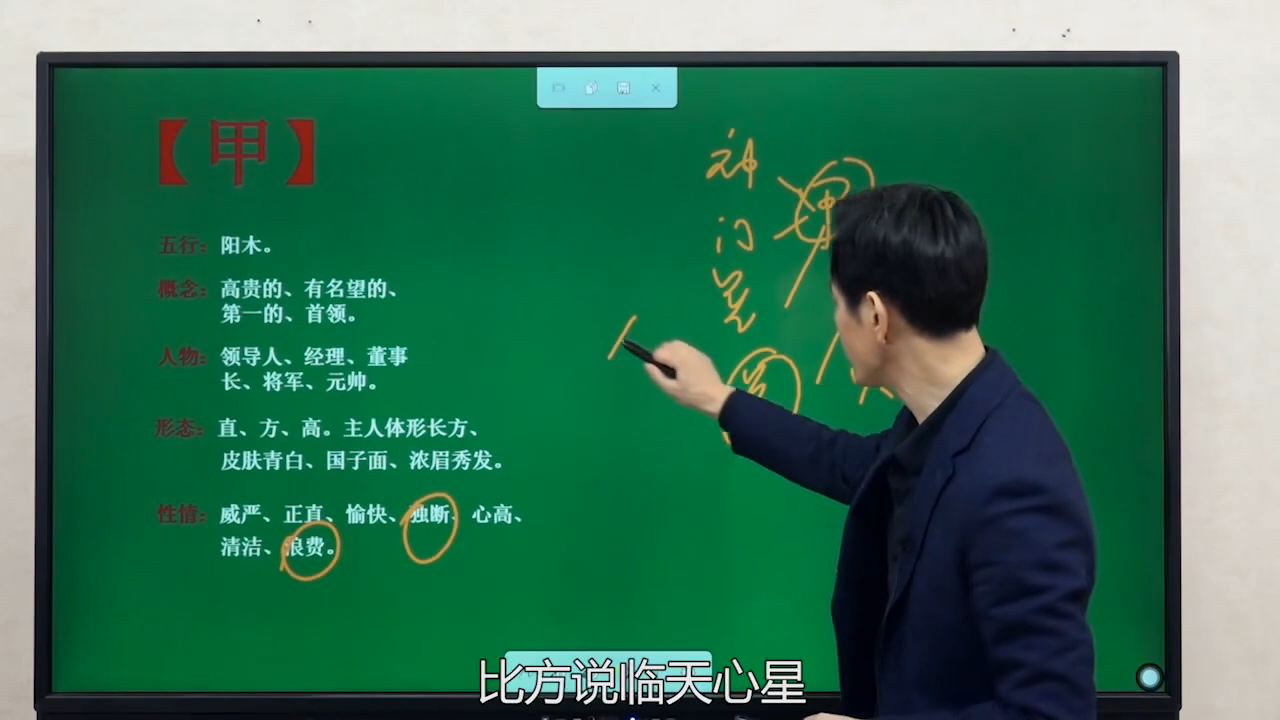 【甲】
五行：阳木。
概念：高贵的、有名望的、
第一的、首领。
人物：领导人、经理、董事
长、将军、元帅。
形态：直、方、高。主人体形长方、
皮肤青白、国子面、浓眉秀发。
性情：威严、正直、愉快、独断、心高、
清洁、浪费。
神
门
比方说临天心星